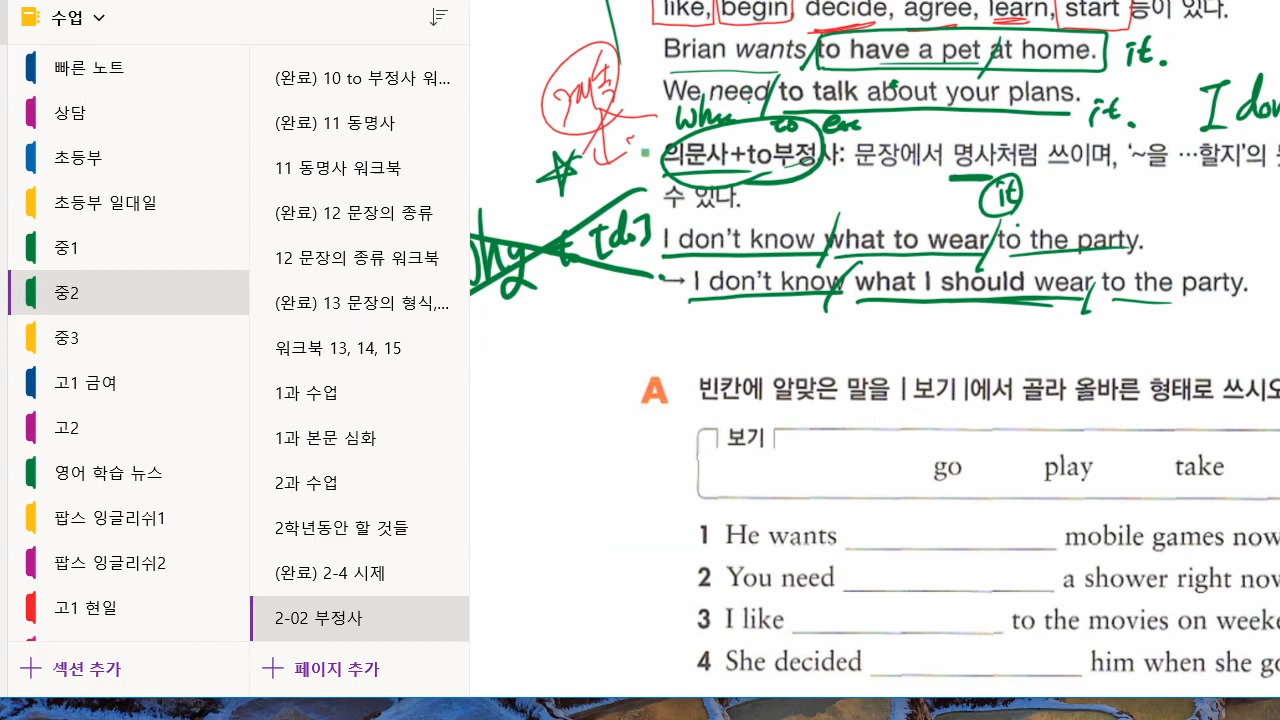 수업
빠른 노트
상담
초등부
초등부 일대일
중1
중2
중3
고1 금여
고2
영어 학습 뉴스
팝스 잉글리쉬1
팝스 잉글리쉬2
고1 현일
섹션 추가
(완료) 10 to 부정사 워...
(완료) 11 동명사
11 동명사 워크북
(완료) 12 문장의 종류
12 문장의 종류 워크북
(완료) 13 문장의 형식,...
워크북 13, 14, 15
1과 수업
1과 본문 심화
2과 수업
2학년동안 할 것들
(완료) 2-4 시제
2-02 부정사
페이지 추가
like, begin, decide, agree, learn, start 등이 있다.
Brian wants to have a pet at home. it.
We need to talk about your plans. it. I don
to
의문사+to부정사: 문장에서 명사처럼 쓰이며, ‘~을 …할지’의
수 있다. it
I don’t know what to wear to the party.
[do]
→ I don’t know what I should wear to the party.
A 빈칸에 알맞은 말을 |보기|에서 골라 올바른 형태로 쓰시오
보기
go play take
1 He wants mobile games now
2 You need a shower right now
3 I like to the movies on weeke
4 She decided him when she go